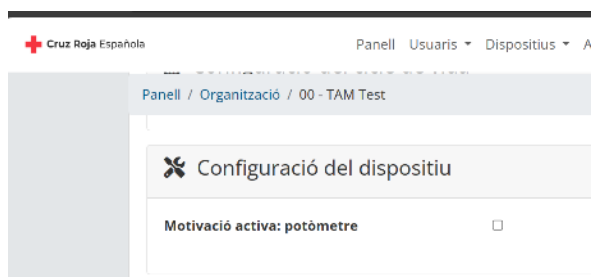 Cruz Roja Española
Panell Usuaris Dispositius
Panell / Organització / 00 - TAM Test
Configuració del dispositiu
Motivació activa: potòmetre